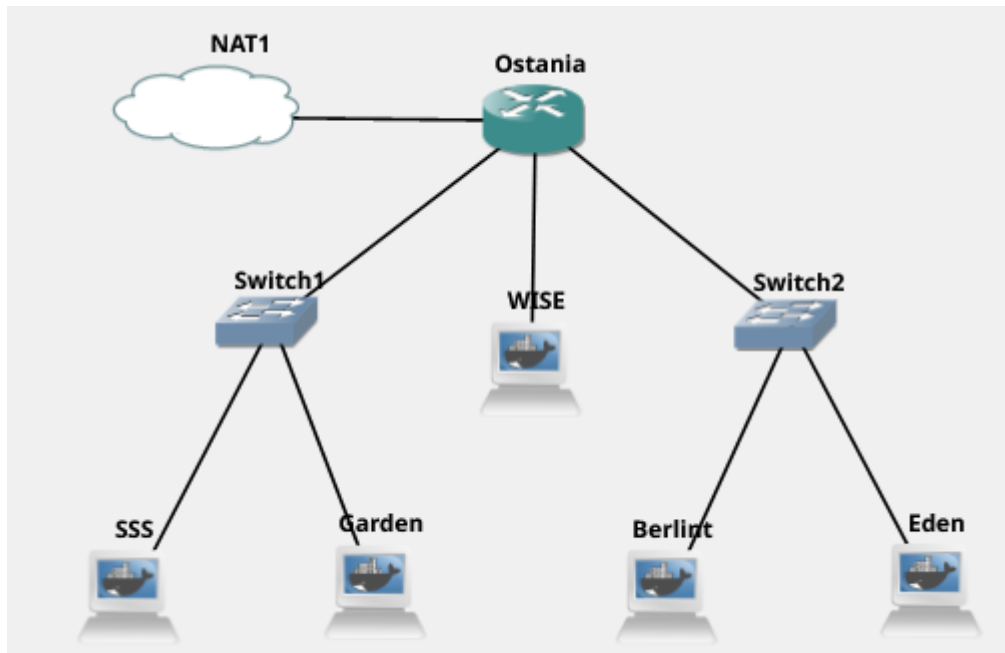 NAT1
Ostania
Switch1
WISE
Switch2
SSS
Garden
Berlint
Eden